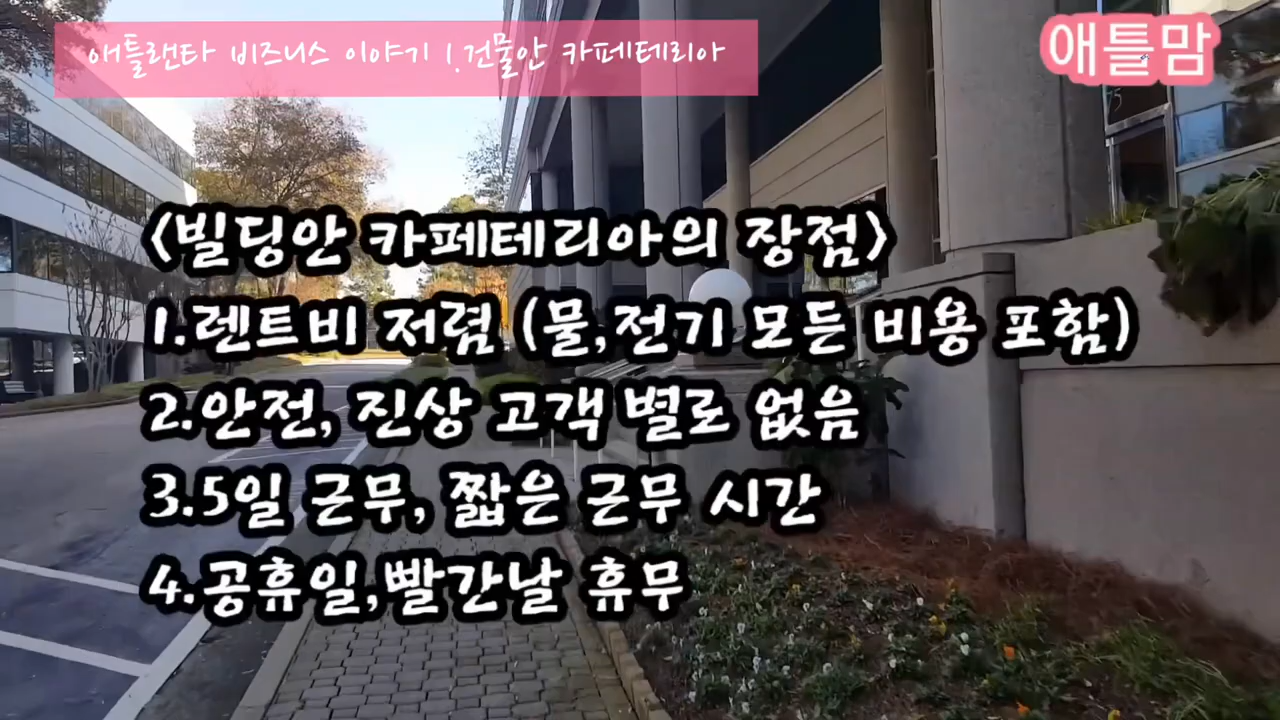 애틀랜타 비즈니스 이야기 1.건물안 카페테리아
애틀맘
<빌딩안 카페테리아의 장점>
1.렌트비 저렴 (물,전기 모든 비용 포함)
2.안전, 진상 고객 별로 없음
3.5일 근무, 짧은 근무 시간
4.공휴일,빨간날 휴무
75